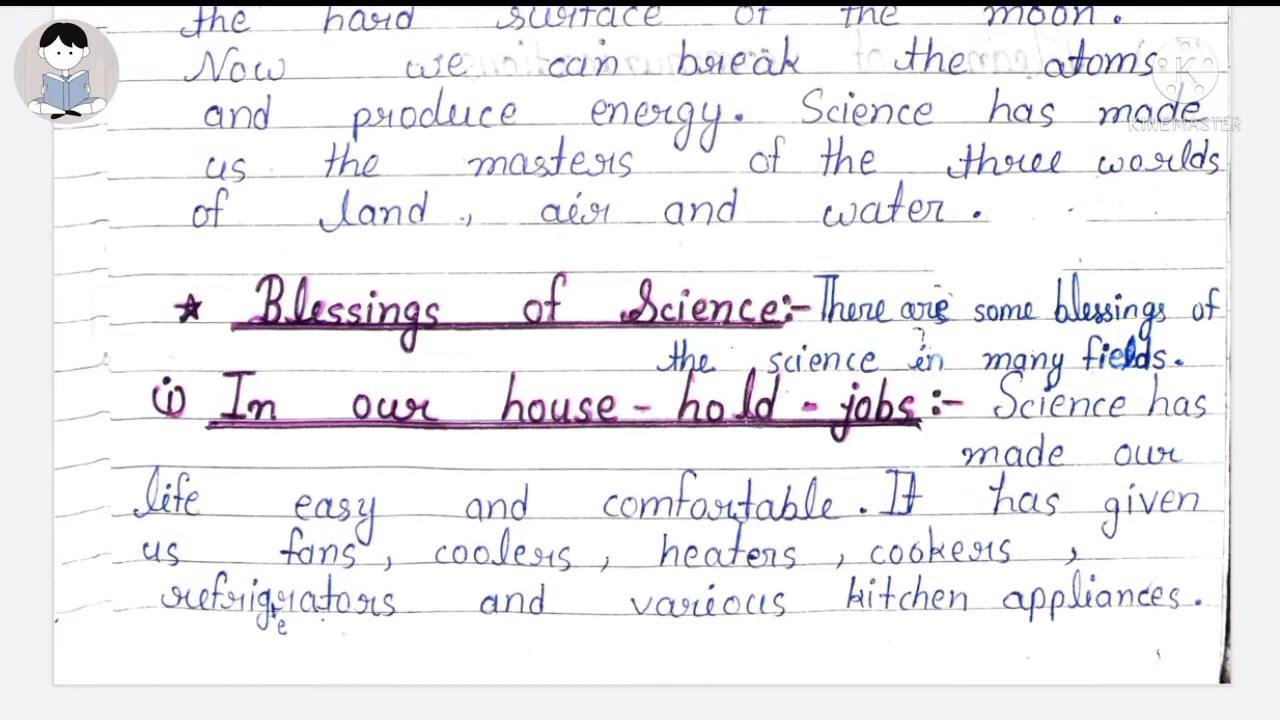 the hard surface of the moon.
Now we can break the atoms
and produce energy. Science has made
us the masters of the three worlds
of land, air and water.
★ Blessings of Science:- There are some blessings of
the science in many fields.
(i) In our house-hold-jobs:- Science has
made our
life easy and comfortable. It has given
us fans, coolers, heaters, cookers,
refrigerators and various kitchen appliances.
K
KINEMASTER